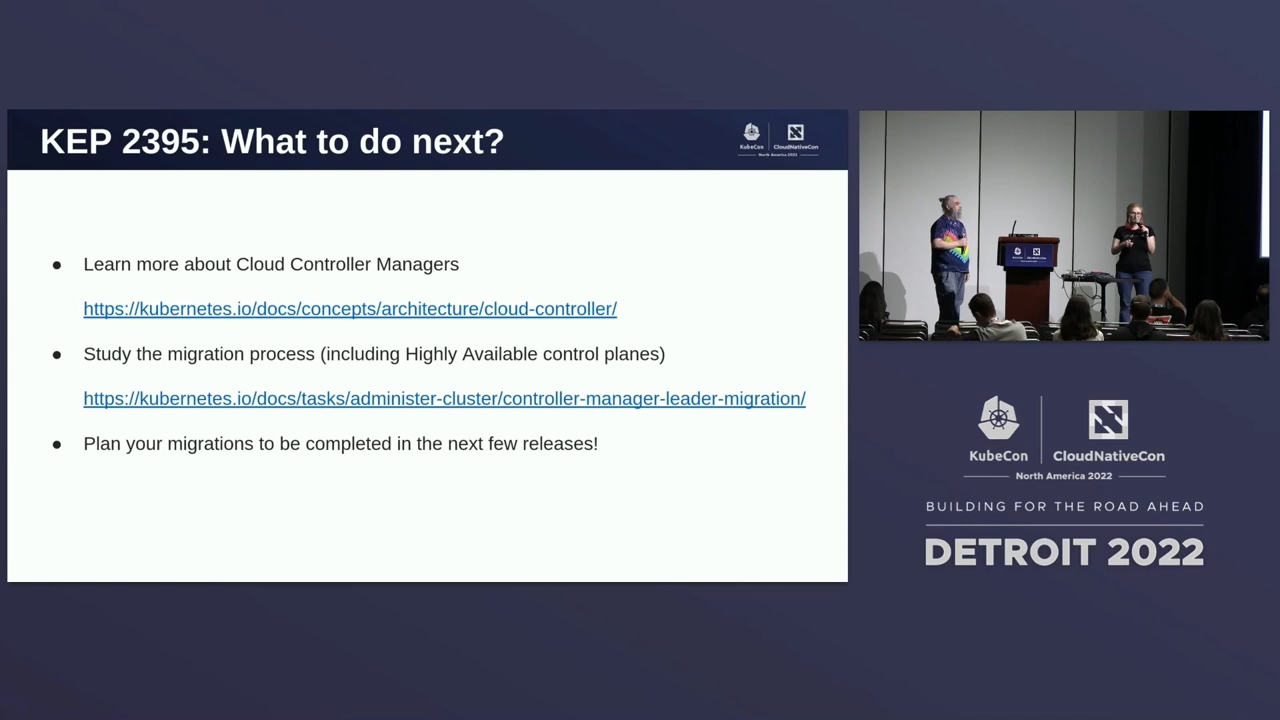 KEP 2395: What to do next?
KubeCon
CloudNativeCon
North America 2022
● Learn more about Cloud Controller Managers
https://kubernetes.io/docs/concepts/architecture/cloud-controller/
● Study the migration process (including Highly Available control planes)
https://kubernetes.io/docs/tasks/administer-cluster/controller-manager-leader-migration/
● Plan your migrations to be completed in the next few releases!
KubeCon
CloudNativeCon
North America 2022
BUILDING FOR THE ROAD AHEAD
DETROIT 2022